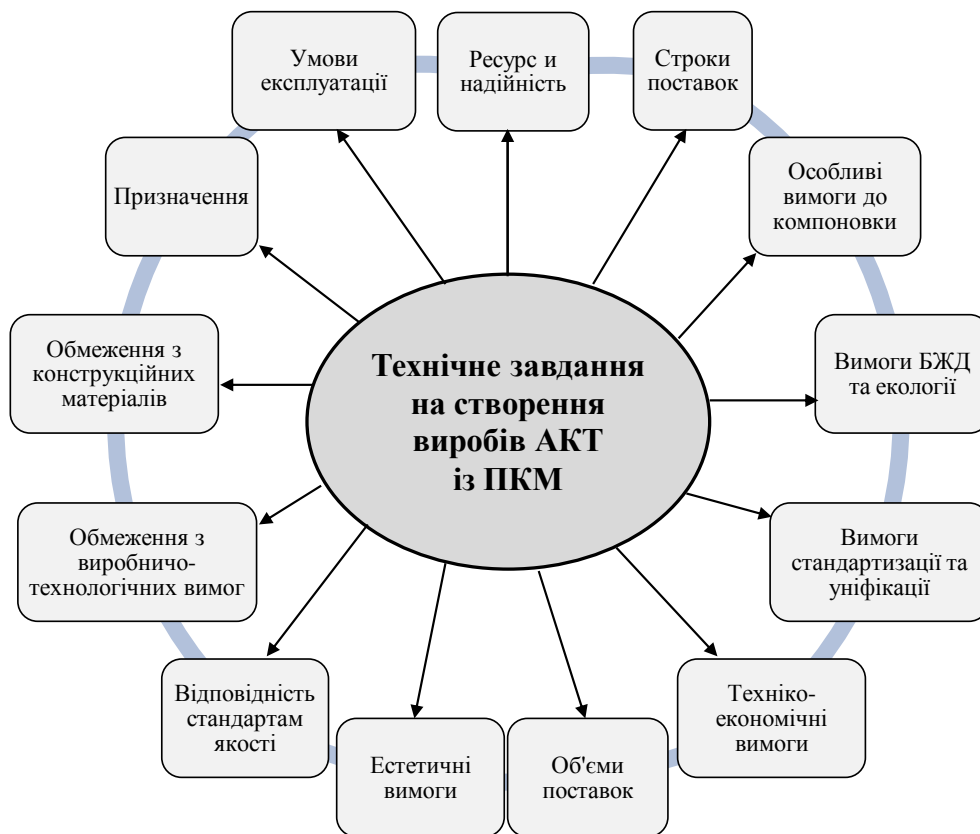 Умови
експлуатації
Ресурс и
надійність
Строки
поставок
Призначення
Особливі
вимоги до
компоновки
Обмеження з
конструкційних
матеріалів
Технічне завдання
на створення
виробів АКТ
із ПКМ
Вимоги БЖД
та екології
Обмеження з
виробничо-
технологічних вимог
Вимоги
стандартизації та
уніфікації
Відповідність
стандартам
якості
Естетичні
вимоги
Об'єми
поставок
Техніко-
економічні
вимоги